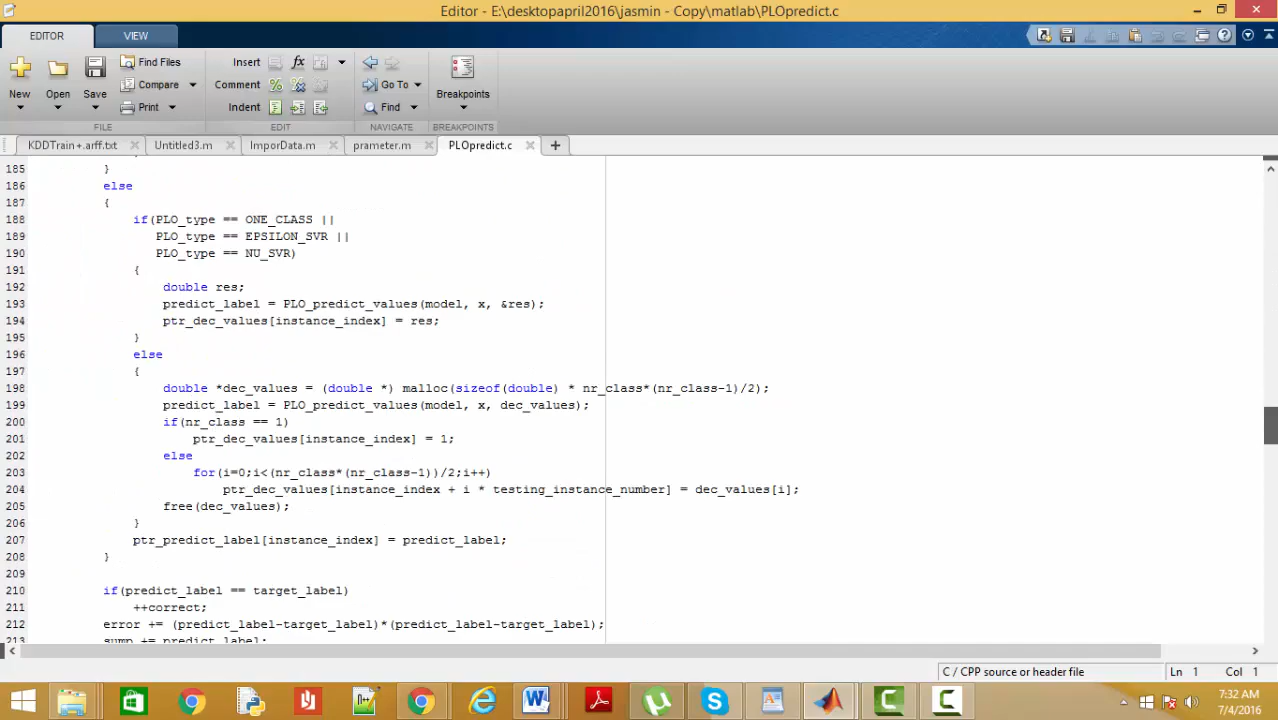 Editor - E:\desktopapril2016\jasmin - Copy\matlab\PLOpredict.c
EDITOR VIEW
New Open Save Find Files Compare Print
Insert Comment Indent
fx
Go To Find
Breakpoints
FILE EDIT NAVIGATE BREAKPOINTS
KDDTrain+.arff.txt Untitled3.m ImporData.m prameter.m PLOpredict.c
185 }
186 else
187 {
188 if(PLO_type == ONE_CLASS ||
189 PLO_type == EPSILON_SVR ||
190 PLO_type == NU_SVR)
191 {
192 double res;
193 predict_label = PLO_predict_values(model, x, &res);
194 ptr_dec_values[instance_index] = res;
195 }
196 else
197 {
198 double *dec_values = (double *) malloc(sizeof(double) * nr_class*(nr_class-1)/2);
199 predict_label = PLO_predict_values(model, x, dec_values);
200 if(nr_class == 1)
201 ptr_dec_values[instance_index] = 1;
202 else
203 for(i=0;i<(nr_class*(nr_class-1))/2;i++)
204 ptr_dec_values[instance_index + i * testing_instance_number] = dec_values[i];
205 free(dec_values);
206 }
207 ptr_predict_label[instance_index] = predict_label;
208 }
209
210 if(predict_label == target_label)
211 ++correct;
212 error += (predict_label-target_label)*(predict_label-target_label);
213 sump += predict_label;
C / CPP source or header file Ln 1 Col 1
7:32 AM
7/4/2016